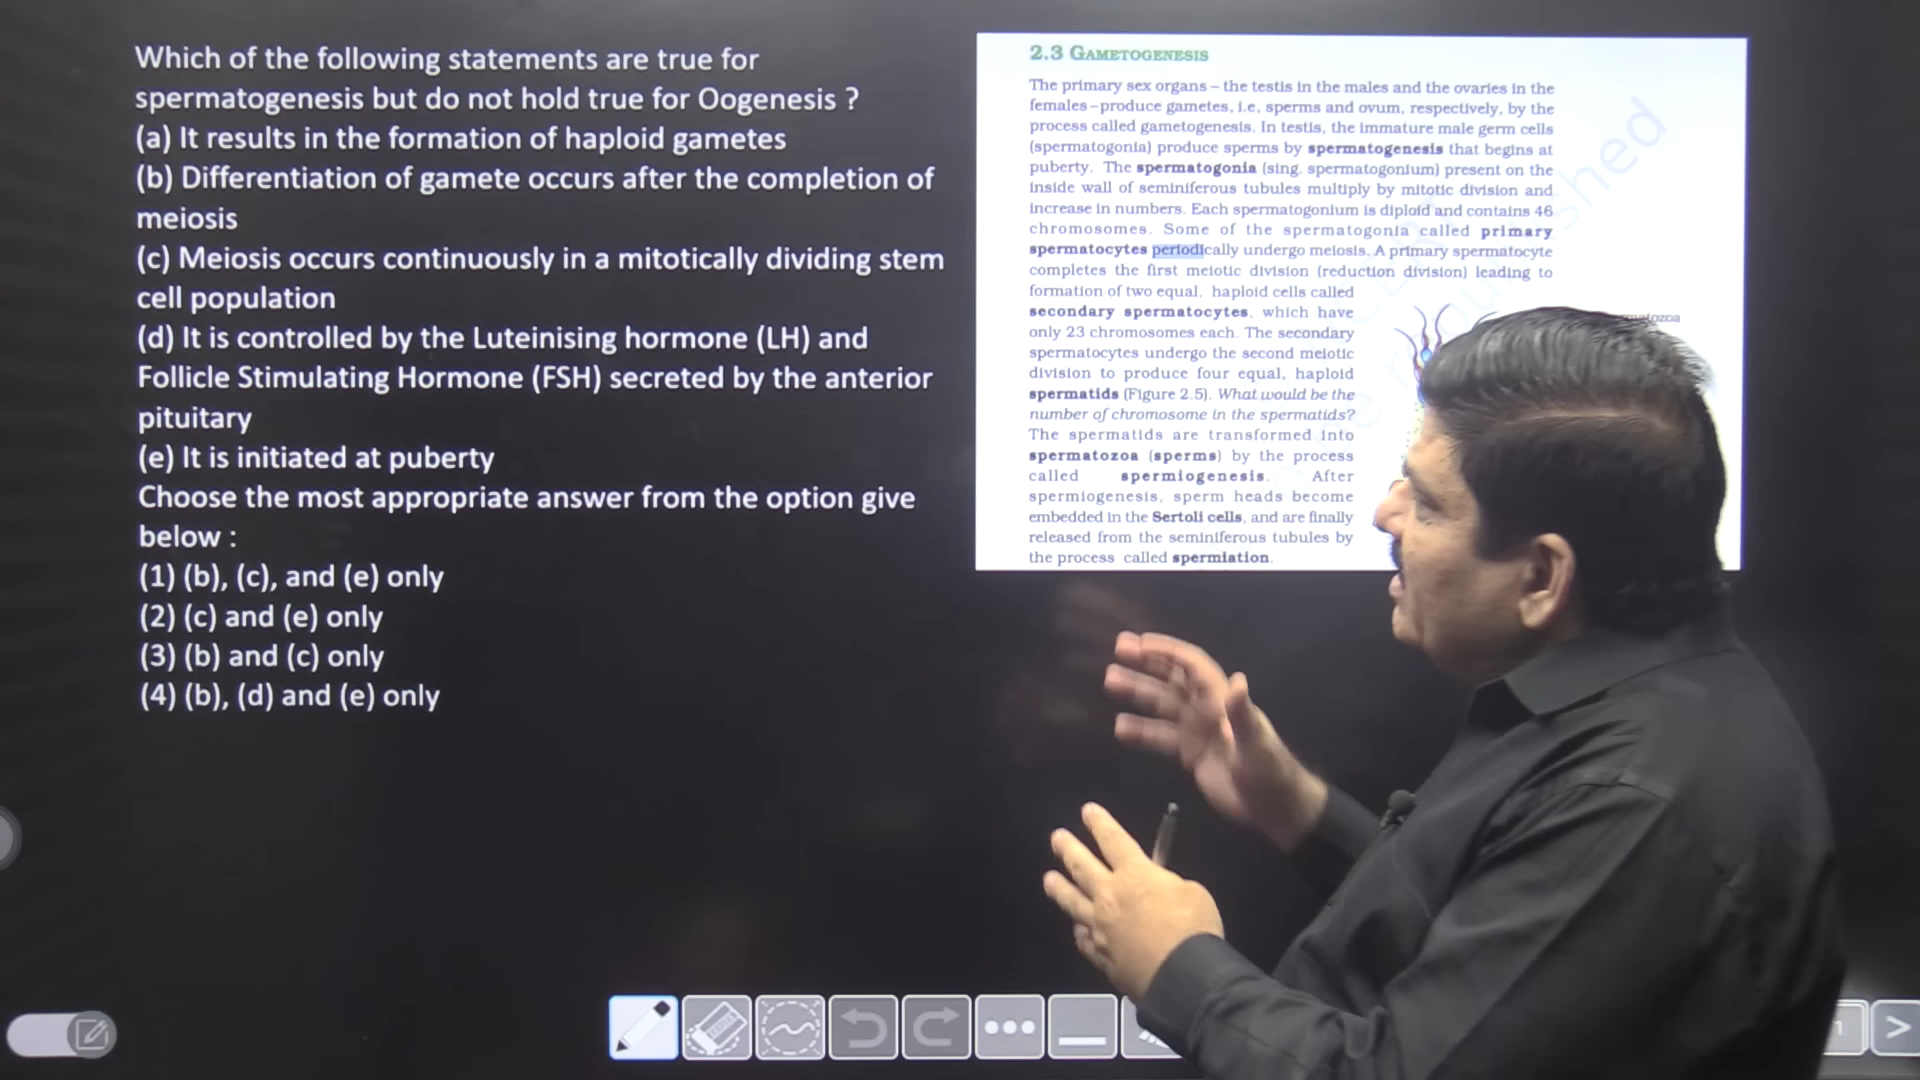 Which of the following statements are true for
spermatogenesis but do not hold true for Oogenesis ?
(a) It results in the formation of haploid gametes
(b) Differentiation of gamete occurs after the completion of
meiosis
(c) Meiosis occurs continuously in a mitotically dividing stem
cell population
(d) It is controlled by the Luteinising hormone (LH) and
Follicle Stimulating Hormone (FSH) secreted by the anterior
pituitary
(e) It is initiated at puberty
Choose the most appropriate answer from the option give
below :
(1) (b), (c), and (e) only
(2) (c) and (e) only
(3) (b) and (c) only
(4) (b), (d) and (e) only
2.3 GAMETOGENESIS
The primary sex organs – the testis in the males and the ovaries in the
females –produce gametes, i.e, sperms and ovum, respectively, by the
process called gametogenesis. In testis, the immature male germ cells
(spermatogonia) produce sperms by spermatogenesis that begins at
puberty. The spermatogonia (sing. spermatogonium) present on the
inside wall of seminiferous tubules multiply by mitotic division and
increase in numbers. Each spermatogonium is diploid and contains 46
chromosomes. Some of the spermatogonia called primary
spermatocytes periodically undergo meiosis. A primary spermatocyte
completes the first meiotic division (reduction division) leading to
formation of two equal, haploid cells called
secondary spermatocytes, which have
only 23 chromosomes each. The secondary
spermatocytes undergo the second meiotic
division to produce four equal, haploid
spermatids (Figure 2.5). What would be the
number of chromosome in the spermatids?
The spermatids are transformed into
spermatozoa (sperms) by the process
called spermiogenesis. After
spermiogenesis, sperm heads become
embedded in the Sertoli cells, and are finally
released from the seminiferous tubules by
the process called spermiation.
1